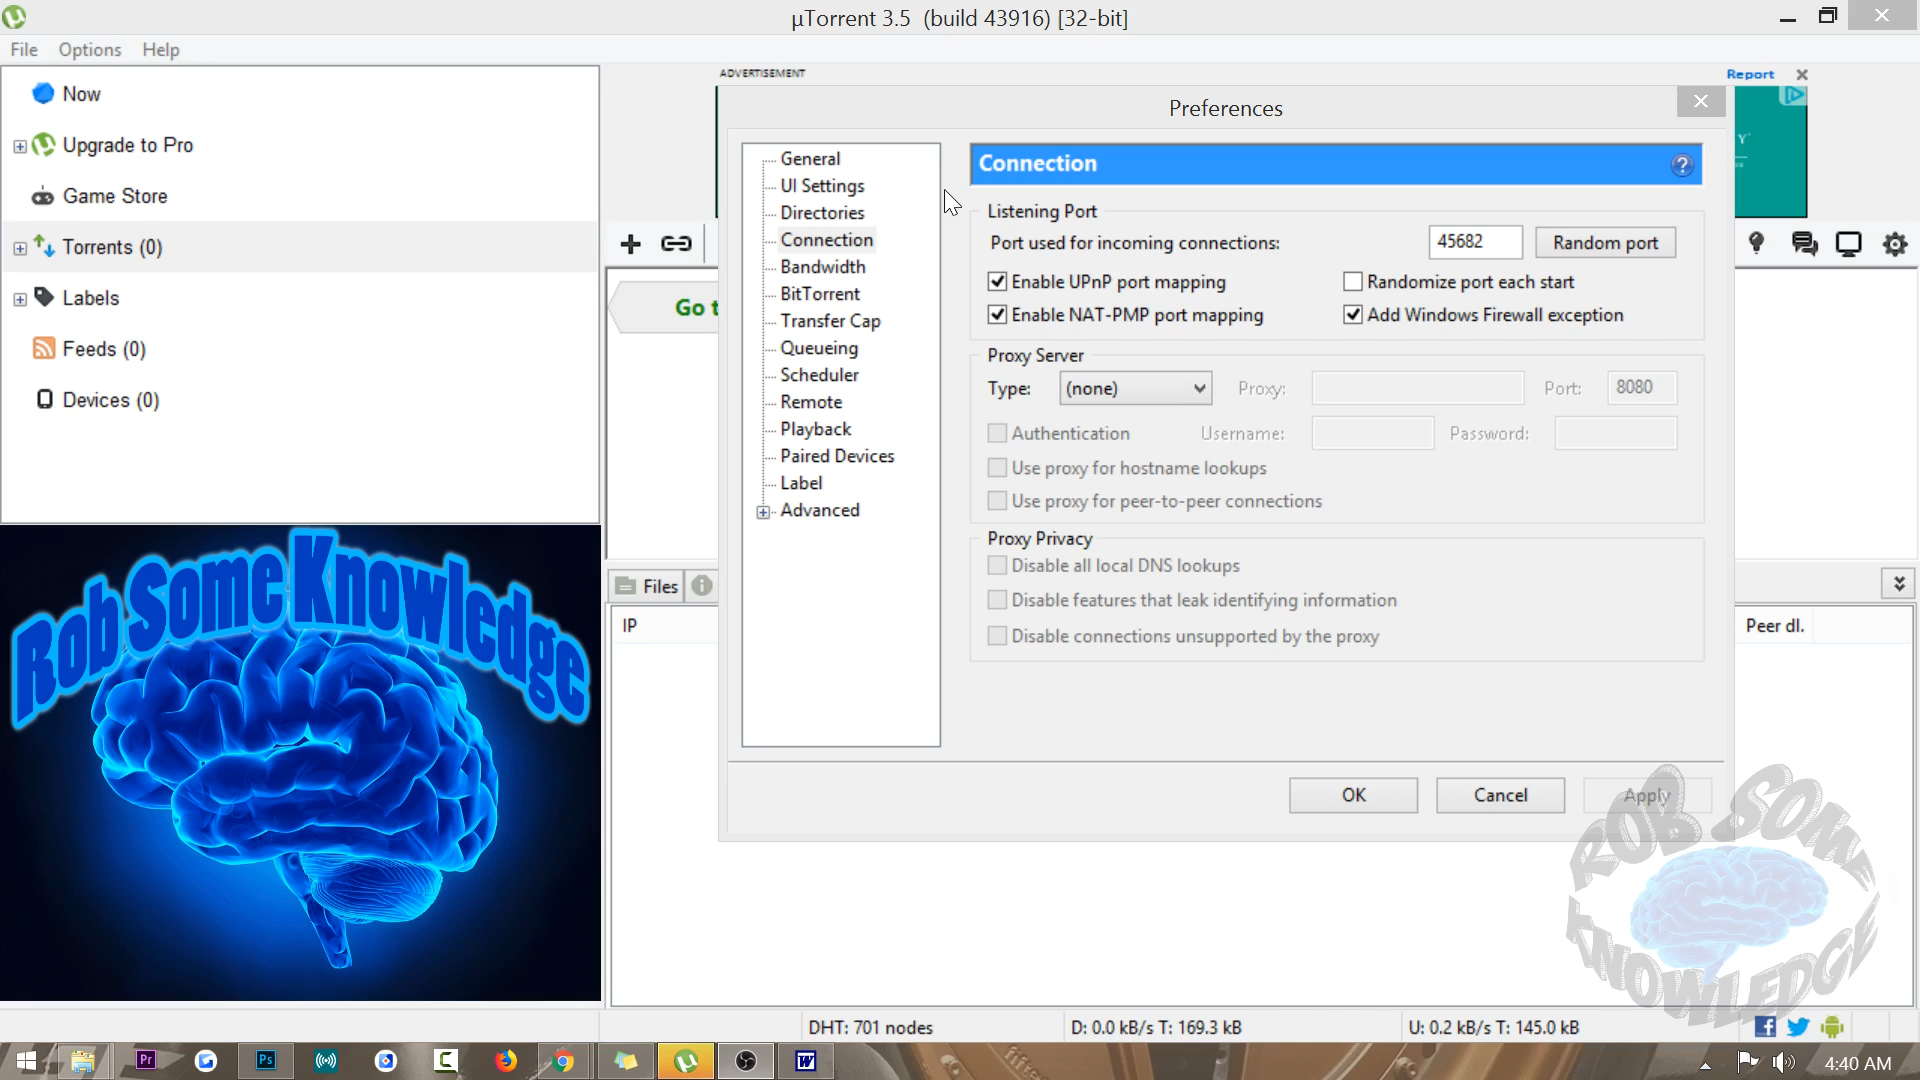 µTorrent 3.5 (build 43916) [32-bit]
File Options Help
Now
Upgrade to Pro
Game Store
Torrents (0)
Labels
Feeds (0)
Devices (0)
ADVERTISEMENT
Report
Preferences
General
UI Settings
Directories
Connection
Bandwidth
BitTorrent
Transfer Cap
Queueing
Scheduler
Remote
Playback
Paired Devices
Label
Advanced
Connection
Listening Port
Port used for incoming connections: 45682 Random port
Enable UPnP port mapping Randomize port each start
Enable NAT-PMP port mapping Add Windows Firewall exception
Proxy Server
Type: (none) Proxy: Port: 8080
Authentication Username: Password:
Use proxy for hostname lookups
Use proxy for peer-to-peer connections
Proxy Privacy
Disable all local DNS lookups
Disable features that leak identifying information
Disable connections unsupported by the proxy
OK Cancel Apply
Go t
Files
IP
Peer dl.
Rob Some Knowledge
ROB SOME
KNOWLEDGE
DHT: 701 nodes D: 0.0 kB/s T: 169.3 kB U: 0.2 kB/s T: 145.0 kB
Pr
Ps
W
4:40 AM